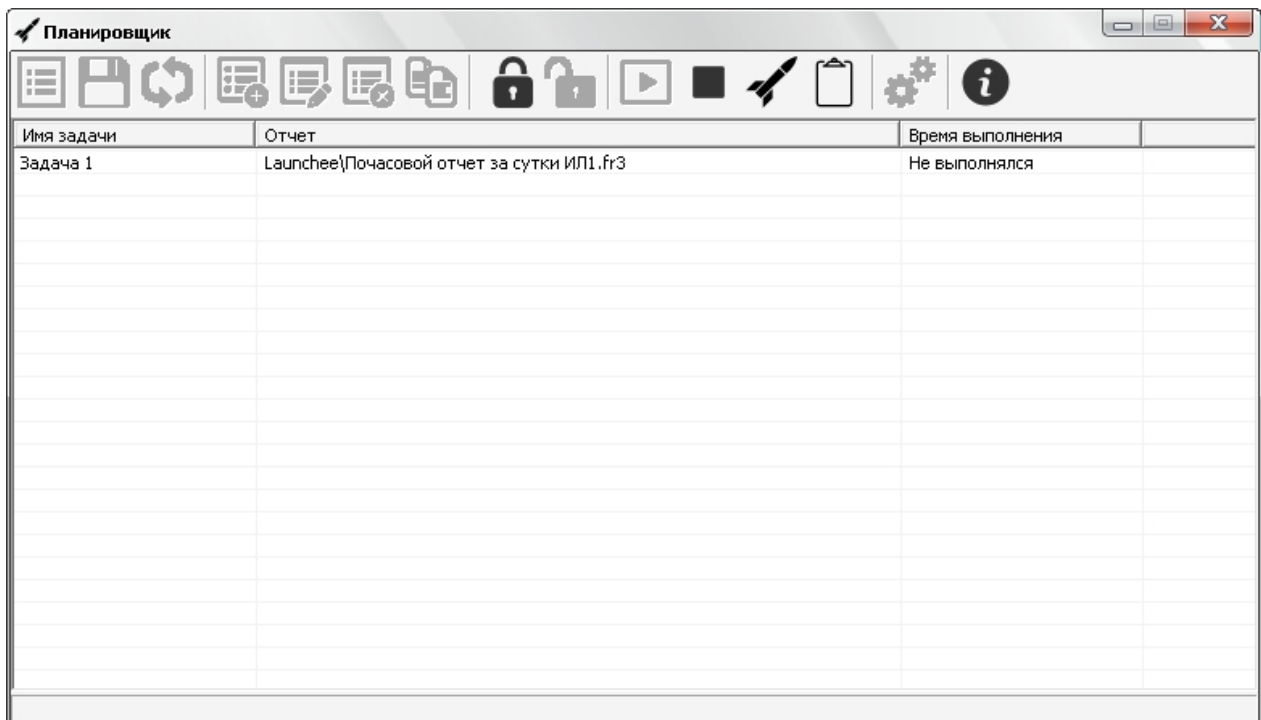 Планировщик
Имя задачи Отчет Время выполнения
Задача 1 Launchee\Почасовой отчет за сутки ИЛ1.fr3 Не выполнялся